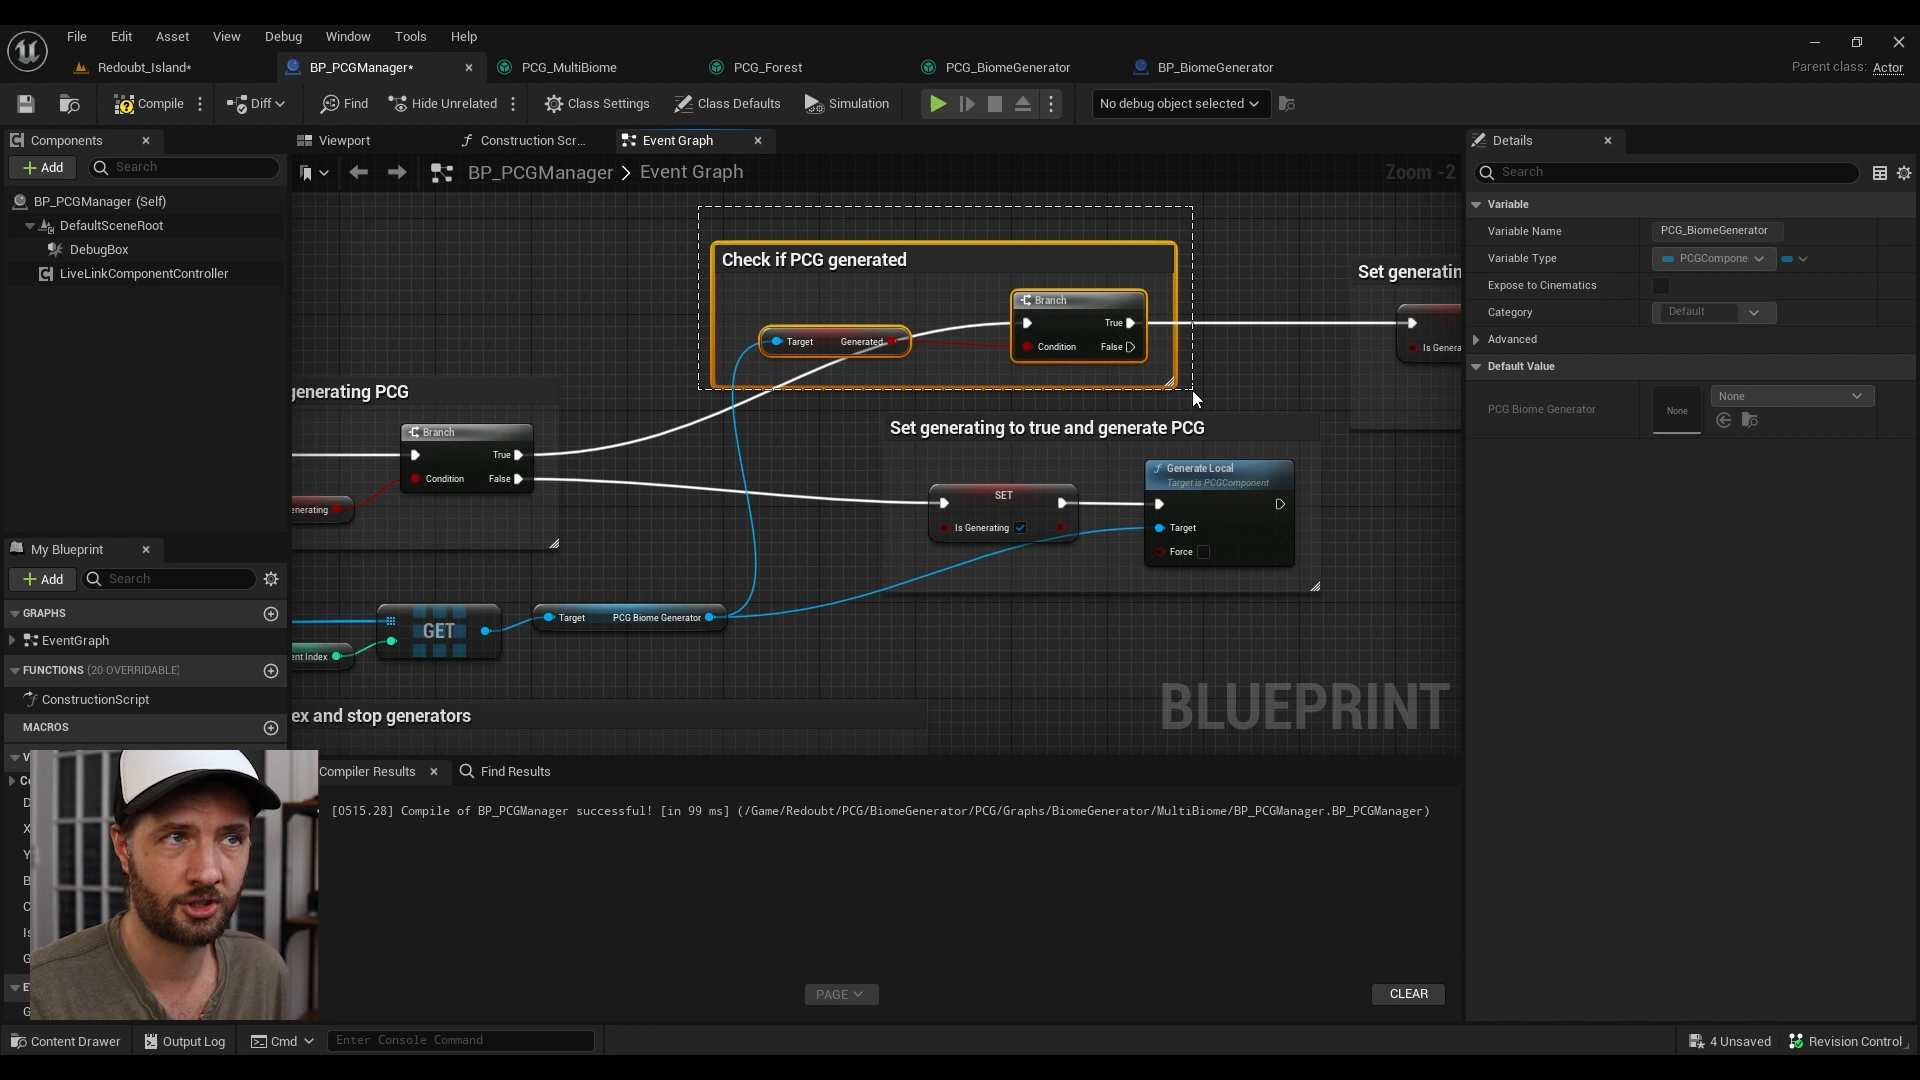 File Edit Asset View Debug Window Tools Help
Redoubt_Island* BP_PCGManager* PCG_MultiBiome PCG_Forest PCG_BiomeGenerator BP_BiomeGenerator
Parent class: Actor
Compile Diff Find Hide Unrelated Class Settings Class Defaults Simulation No debug object selected
Components
Add Search
BP_PCGManager (Self)
DefaultSceneRoot
DebugBox
LiveLinkComponentController
Viewport Construction Scr... Event Graph
BP_PCGManager > Event Graph
Zoom -2
Check if PCG generated
Branch
True
Condition False
Target Generated
Set generatin
Is Genera
generating PCG
Branch
True
Condition False
enerating
Set generating to true and generate PCG
SET
Is Generating
Generate Local
Target is PCGComponent
Target
Force
GET
Target PCG Biome Generator
ent Index
ex and stop generators
BLUEPRINT
My Blueprint
Add Search
GRAPHS
EventGraph
FUNCTIONS (20 OVERRIDABLE)
ConstructionScript
MACROS
V
Co
D
X
Y
B
C
Is
G
E
G
Compiler Results Find Results
[0515.28] Compile of BP_PCGManager successful! [in 99 ms] (/Game/Redoubt/PCG/BiomeGenerator/PCG/Graphs/BiomeGenerator/MultiBiome/BP_PCGManager.BP_PCGManager)
PAGE
CLEAR
Details
Search
Variable
Variable Name PCG_BiomeGenerator
Variable Type PCGCompone
Expose to Cinematics
Category Default
Advanced
Default Value
PCG Biome Generator None None
Content Drawer Output Log Cmd Enter Console Command
4 Unsaved Revision Control